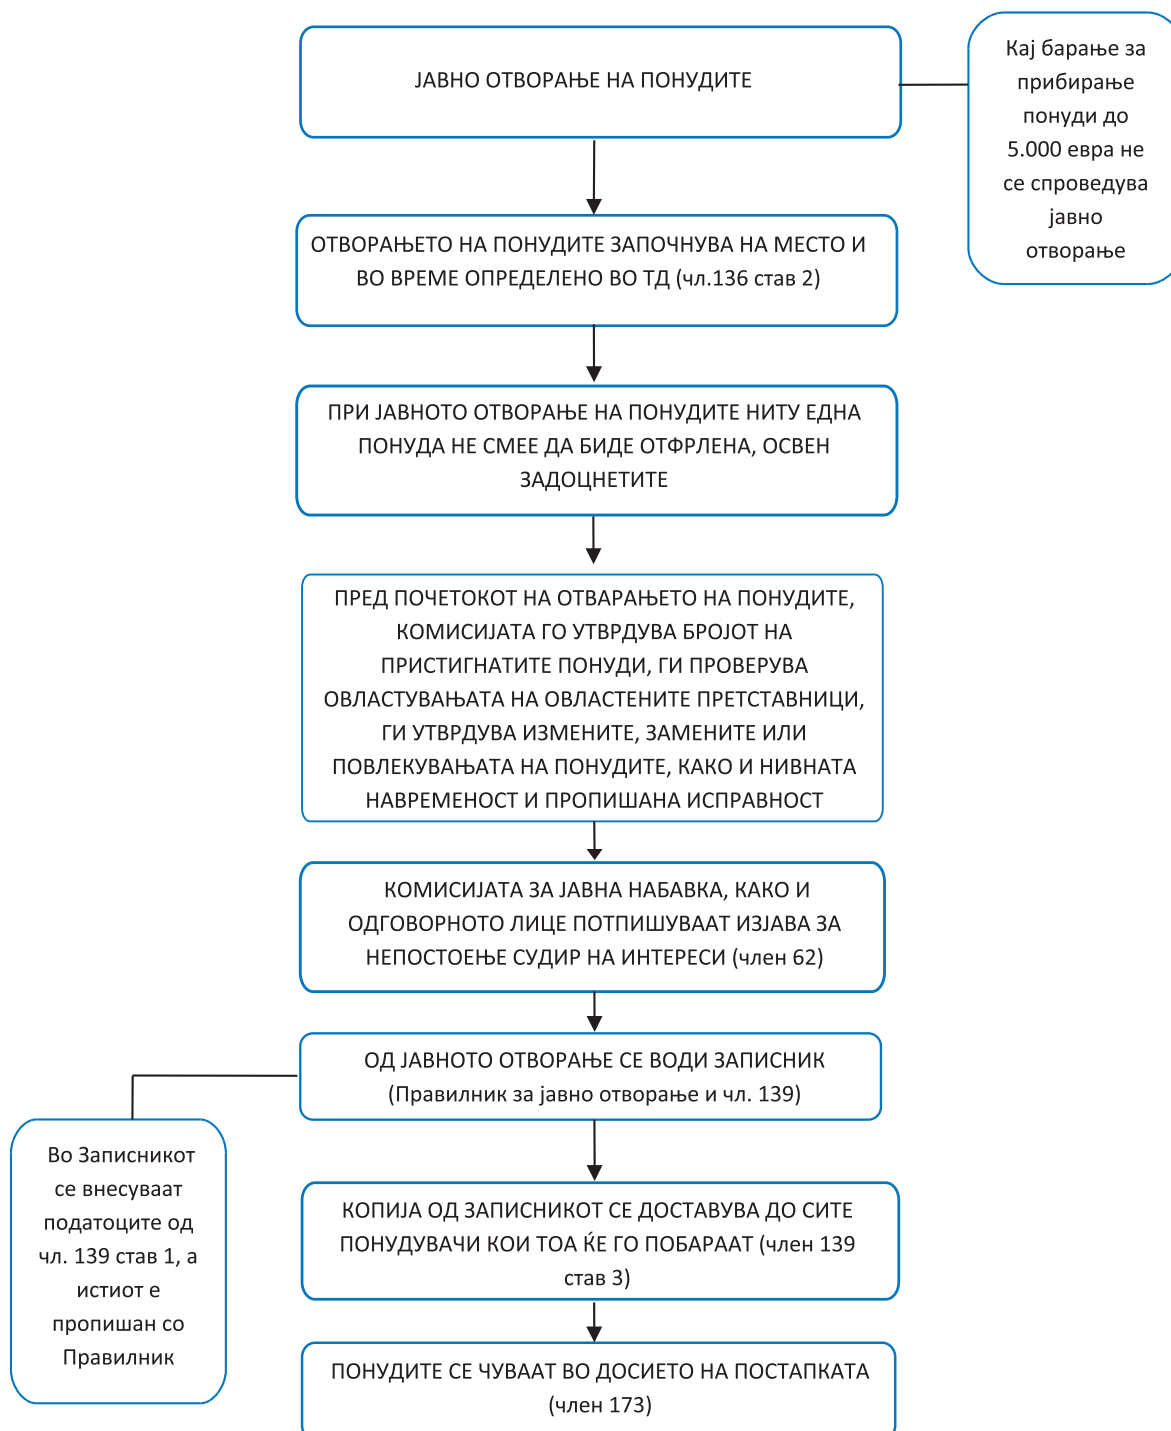 ЈАВНО ОТВОРАЊЕ НА ПОНУДИТЕ
Кај барање за
прибирање
понуди до
5.000 евра не
се спроведува
јавно
отворање
ОТВОРАЊЕТО НА ПОНУДИТЕ ЗАПОЧНУВА НА МЕСТО И
ВО ВРЕМЕ ОПРЕДЕЛЕНО ВО ТД (чл.136 став 2)
ПРИ ЈАВНОТО ОТВОРАЊЕ НА ПОНУДИТЕ НИТУ ЕДНА
ПОНУДА НЕ СМЕЕ ДА БИДЕ ОТФРЛЕНА, ОСВЕН
ЗАДОЦНЕТИТЕ
ПРЕД ПОЧЕТОКОТ НА ОТВАРАЊЕТО НА ПОНУДИТЕ,
КОМИСИЈАТА ГО УТВРДУВА БРОЈОТ НА
ПРИСТИГНАТИТЕ ПОНУДИ, ГИ ПРОВЕРУВА
ОВЛАСТУВАЊАТА НА ОВЛАСТЕНИТЕ ПРЕТСТАВНИЦИ,
ГИ УТВРДУВА ИЗМЕНИТЕ, ЗАМЕНИТЕ ИЛИ
ПОВЛЕКУВАЊАТА НА ПОНУДИТЕ, КАКО И НИВНАТА
НАВРЕМЕНОСТ И ПРОПИШАНА ИСПРАВНОСТ
КОМИСИЈАТА ЗА ЈАВНА НАБАВКА, КАКО И
ОДГОВОРНОТО ЛИЦЕ ПОТПИШУВААТ ИЗЈАВА ЗА
НЕПОСТОЕЊЕ СУДИР НА ИНТЕРЕСИ (член 62)
ОД ЈАВНОТО ОТВОРАЊЕ СЕ ВОДИ ЗАПИСНИК
(Правилник за јавно отворање и чл. 139)
Во Записникот
се внесуваат
податоците од
чл. 139 став 1, а
истиот е
пропишан со
Правилник
КОПИЈА ОД ЗАПИСНИКОТ СЕ ДОСТАВУВА ДО СИТЕ
ПОНУДУВАЧИ КОИ ТОА ЌЕ ГО ПОБАРААТ (член 139
став 3)
ПОНУДИТЕ СЕ ЧУВААТ ВО ДОСИЕТО НА ПОСТАПКАТА
(член 173)